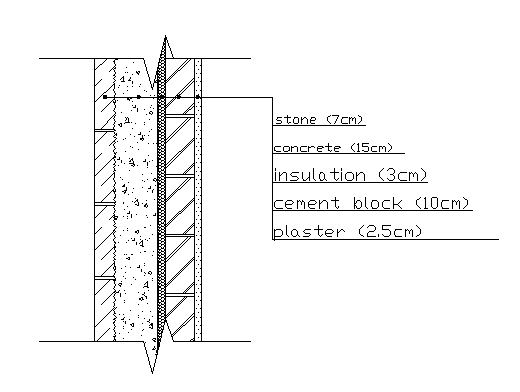 stone (7cm)
concrete (15cm)
insulation (3cm)
cement block (10cm)
plaster (2.5cm)